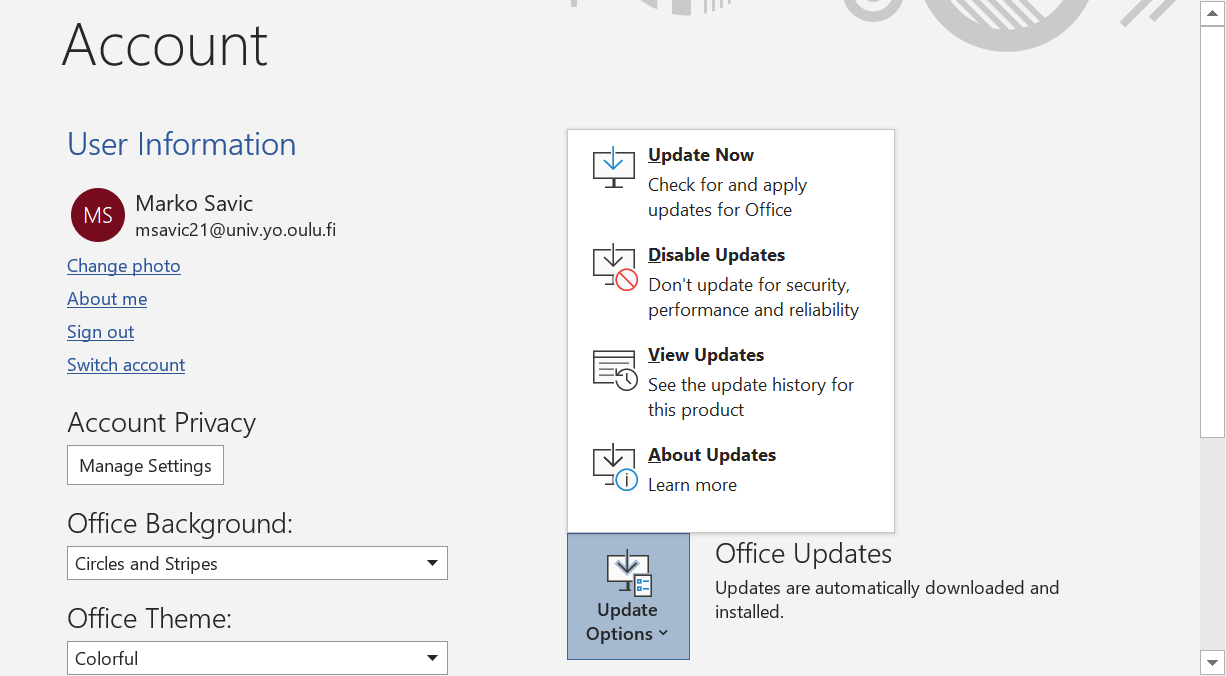 Account
User Information
MS
Marko Savic
msavic21@univ.yo.oulu.fi
Change photo
About me
Sign out
Switch account
Account Privacy
Manage Settings
Office Background:
Circles and Stripes
Office Theme:
Colorful
Update Now
Check for and apply
updates for Office
Disable Updates
Don't update for security,
performance and reliability
View Updates
See the update history for
this product
About Updates
Learn more
Update
Options
Office Updates
Updates are automatically downloaded and
installed.